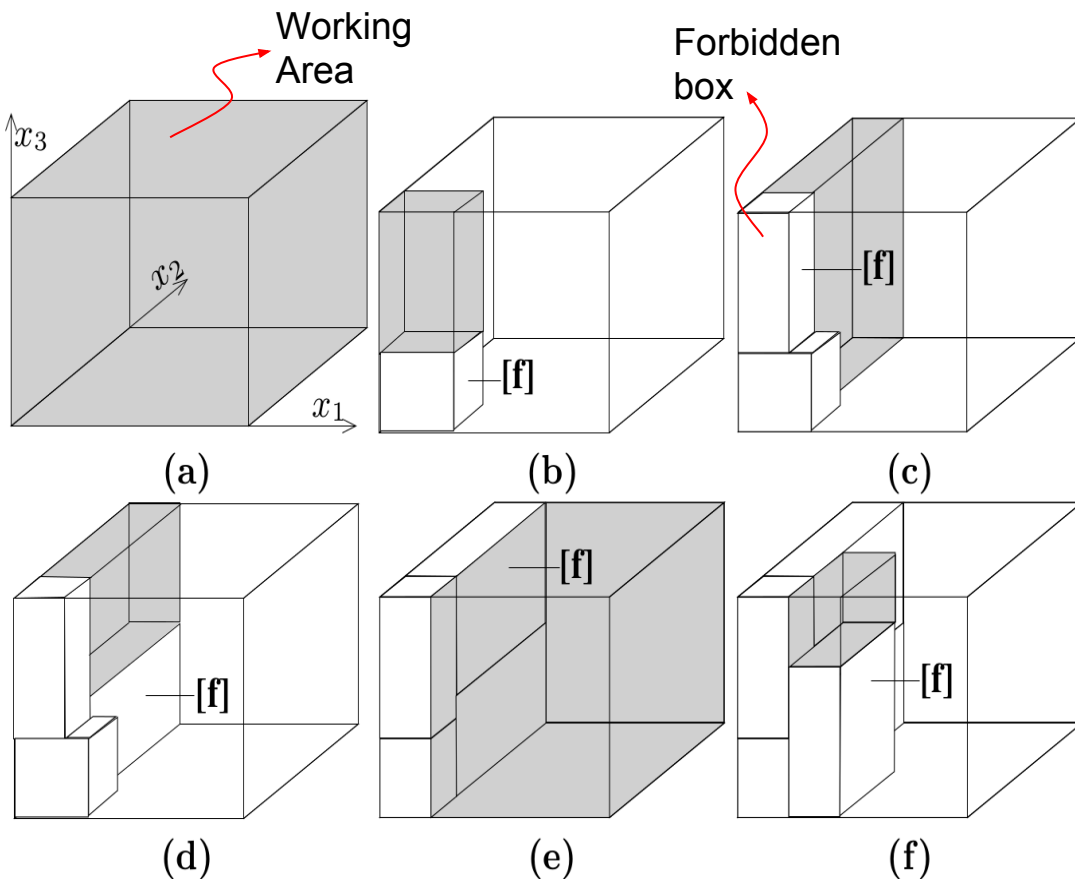 Working
Area
Forbidden
box
x3
x2
x1
[f]
[f]
(a)
(b)
(c)
[f]
[f]
[f]
(d)
(e)
(f)